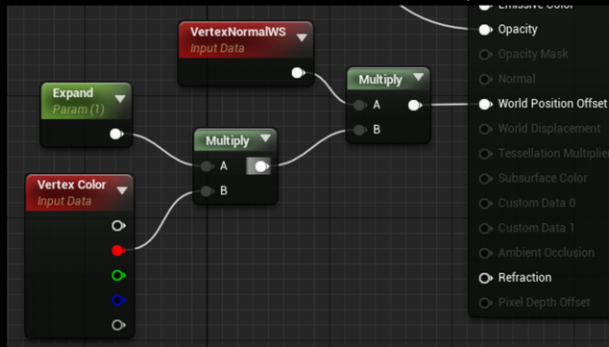 Emissive Color
VertexNormalWS
Input Data
Opacity
Opacity Mask
Normal
Multiply
A
B
World Position Offset
World Displacement
Tessellation Multiplier
Subsurface Color
Custom Data 0
Custom Data 1
Ambient Occlusion
Refraction
Pixel Depth Offset
Expand
Param (1)
Multiply
A
B
Vertex Color
Input Data